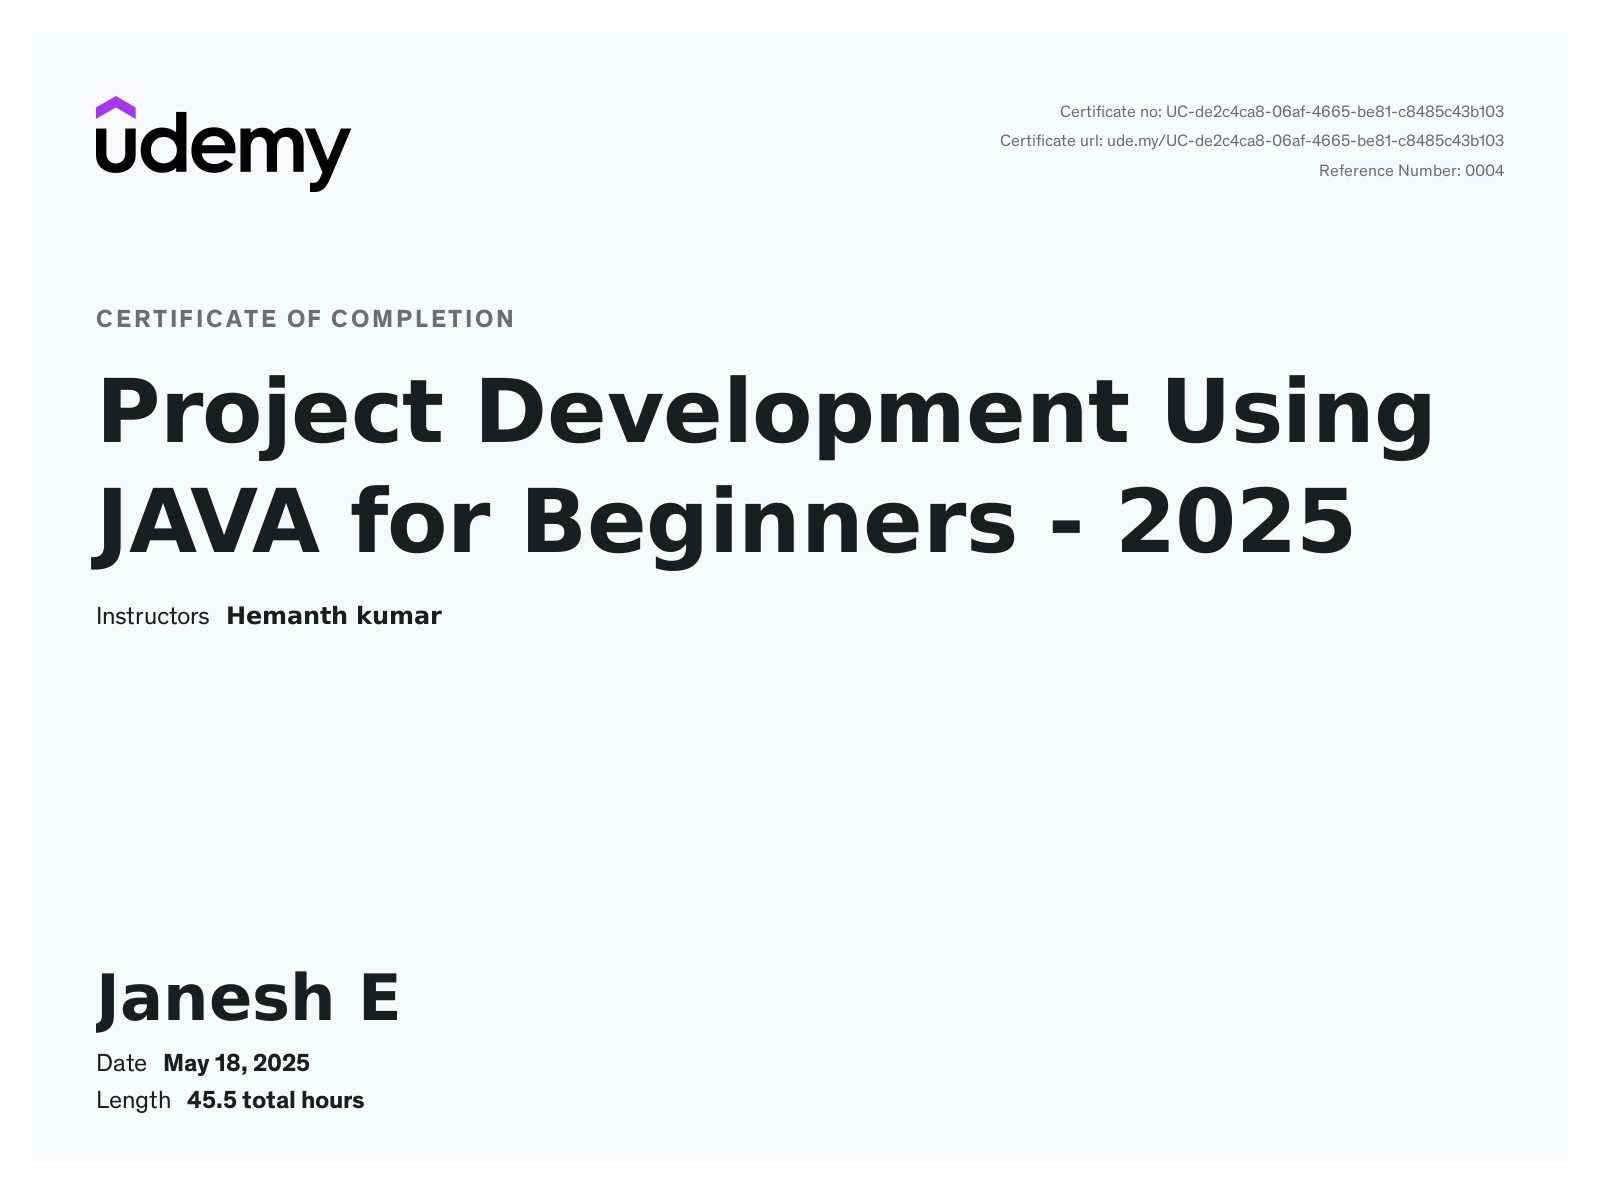 udemy
Certificate no: UC-de2c4ca8-06af-4665-be81-c8485c43b103
Certificate url: ude.my/UC-de2c4ca8-06af-4665-be81-c8485c43b103
Reference Number: 0004
CERTIFICATE OF COMPLETION
Project Development Using
JAVA for Beginners - 2025
Instructors Hemanth kumar
Janesh E
Date May 18, 2025
Length 45.5 total hours